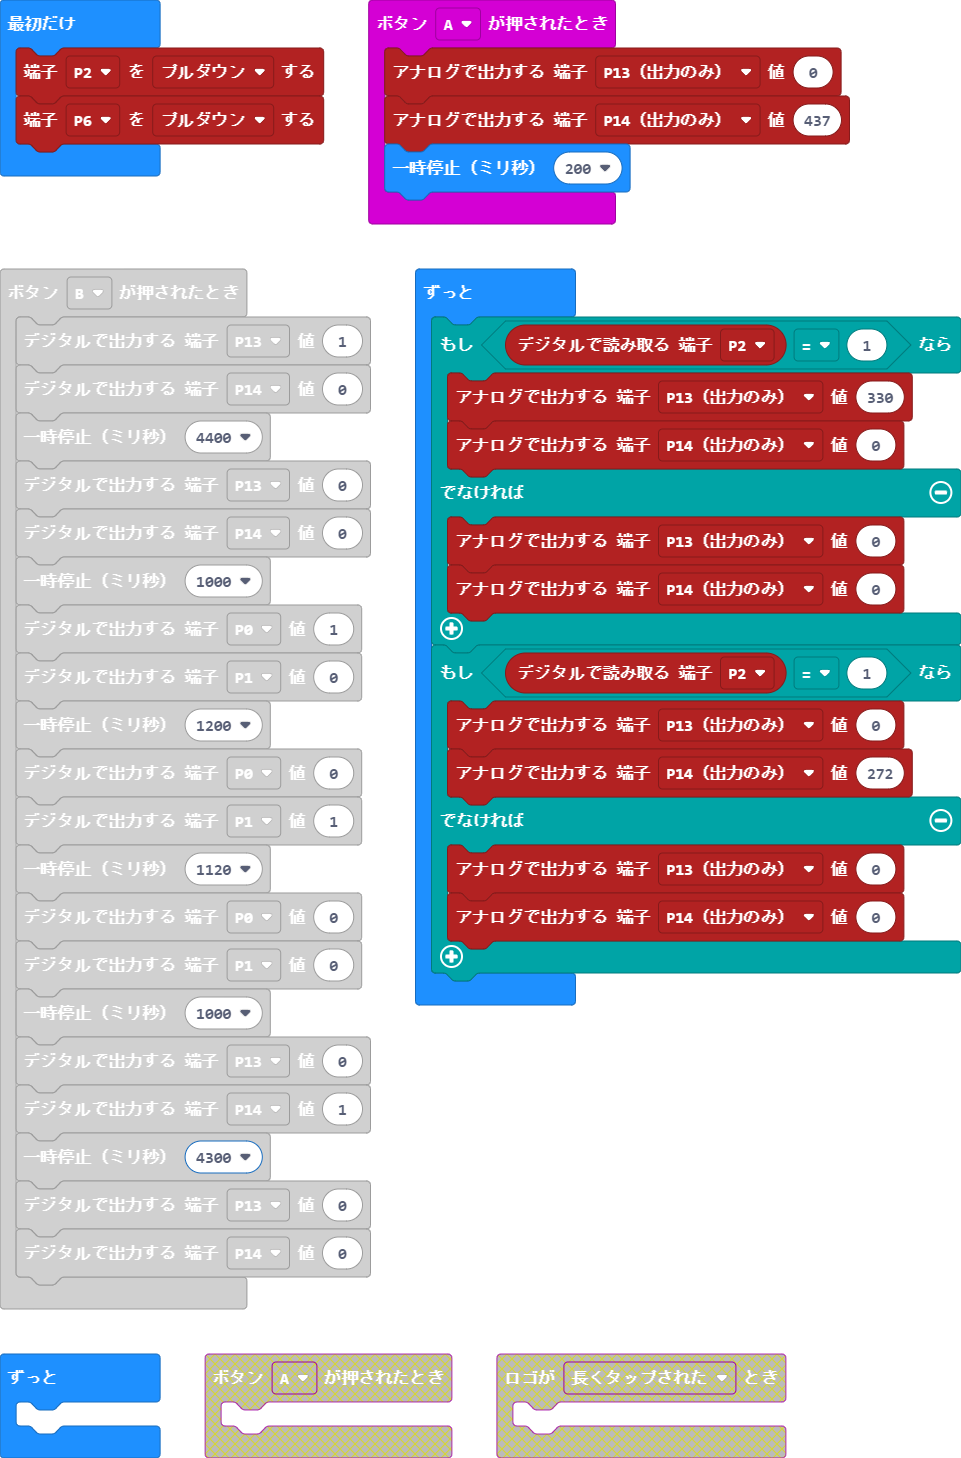 最初だけ
端子 P2 を プルダウン する
端子 P6 を プルダウン する
ボタン A が押されたとき
アナログで出力する 端子 P13（出力のみ） 値 0
アナログで出力する 端子 P14（出力のみ） 値 437
一時停止（ミリ秒） 200
ボタン B が押されたとき
デジタルで出力する 端子 P13 値 1
デジタルで出力する 端子 P14 値 0
一時停止（ミリ秒） 4400
デジタルで出力する 端子 P13 値 0
デジタルで出力する 端子 P14 値 0
一時停止（ミリ秒） 1000
デジタルで出力する 端子 P0 値 1
デジタルで出力する 端子 P1 値 0
一時停止（ミリ秒） 1200
デジタルで出力する 端子 P0 値 0
デジタルで出力する 端子 P1 値 1
一時停止（ミリ秒） 1120
デジタルで出力する 端子 P0 値 0
デジタルで出力する 端子 P1 値 0
一時停止（ミリ秒） 1000
デジタルで出力する 端子 P13 値 0
デジタルで出力する 端子 P14 値 1
一時停止（ミリ秒） 4300
デジタルで出力する 端子 P13 値 0
デジタルで出力する 端子 P14 値 0
ずっと
もし デジタルで読み取る 端子 P2 = 1 なら
アナログで出力する 端子 P13（出力のみ） 値 330
アナログで出力する 端子 P14（出力のみ） 値 0
でなければ
アナログで出力する 端子 P13（出力のみ） 値 0
アナログで出力する 端子 P14（出力のみ） 値 0
もし デジタルで読み取る 端子 P2 = 1 なら
アナログで出力する 端子 P13（出力のみ） 値 0
アナログで出力する 端子 P14（出力のみ） 値 272
でなければ
アナログで出力する 端子 P13（出力のみ） 値 0
アナログで出力する 端子 P14（出力のみ） 値 0
ずっと
ボタン A が押されたとき
ロゴが 長くタップされた とき